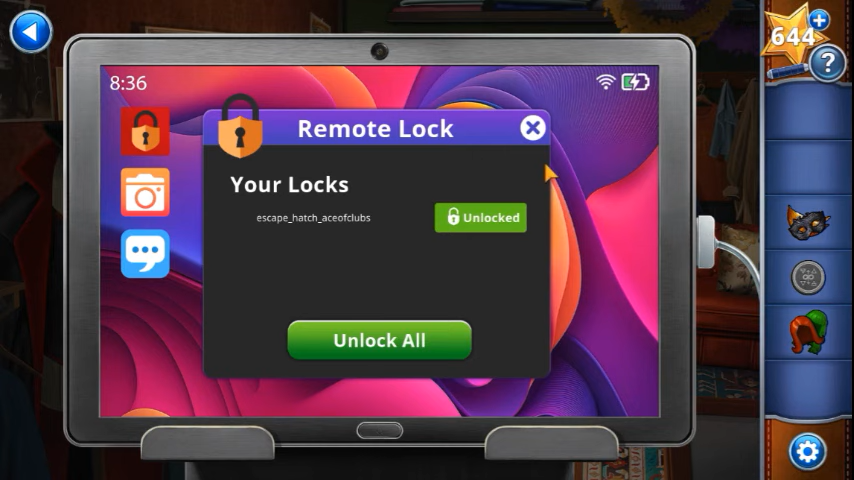 644
8:36
Remote Lock
Your Locks
escape_hatch_aceofclubs
Unlocked
Unlock All